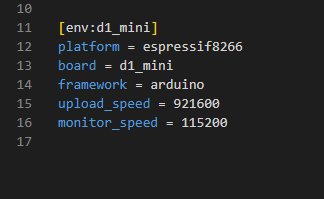 10
11 [env:d1_mini]
12 platform = espressif8266
13 board = d1_mini
14 framework = arduino
15 upload_speed = 921600
16 monitor_speed = 115200
17